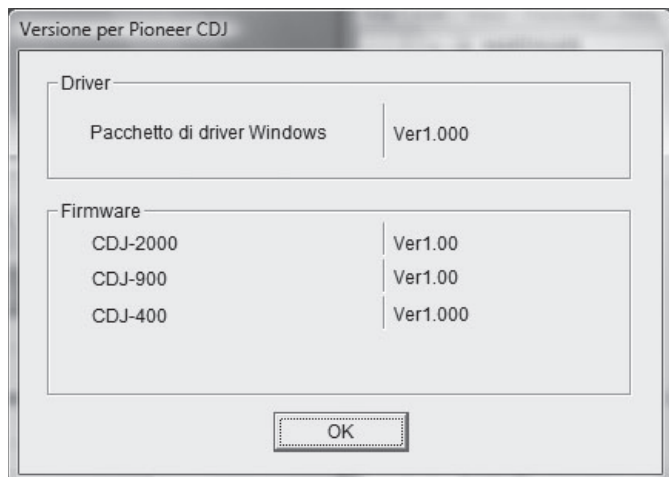 Versione per Pioneer CDJ
Driver
Pacchetto di driver Windows Ver1.000
Firmware
CDJ-2000 Ver1.00
CDJ-900 Ver1.00
CDJ-400 Ver1.000
OK